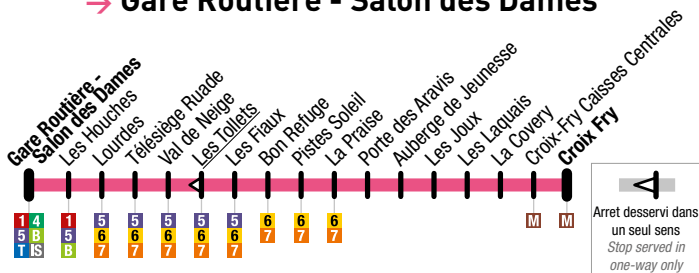 → Gare Routière - Salon des Dames
Gare Routière -
Salon des Dames
Les Houches
Lourdes
Télésiège Ruade
Val de Neige
Les Tollets
Les Fiaux
Bon Refuge
Pistes Soleil
La Praise
Porte des Aravis
Auberge de Jeunesse
Les Joux
Les Laquais
La Covery
Croix-Fry Caisses Centrales
Croix Fry
1 4 1 5 5 5 5 5 6 6 6 M M
5 B 5 6 6 6 6 6 7 7 7
T IS B 7 7 7 7 7
Arret desservi dans
un seul sens
Stop served in
one-way only